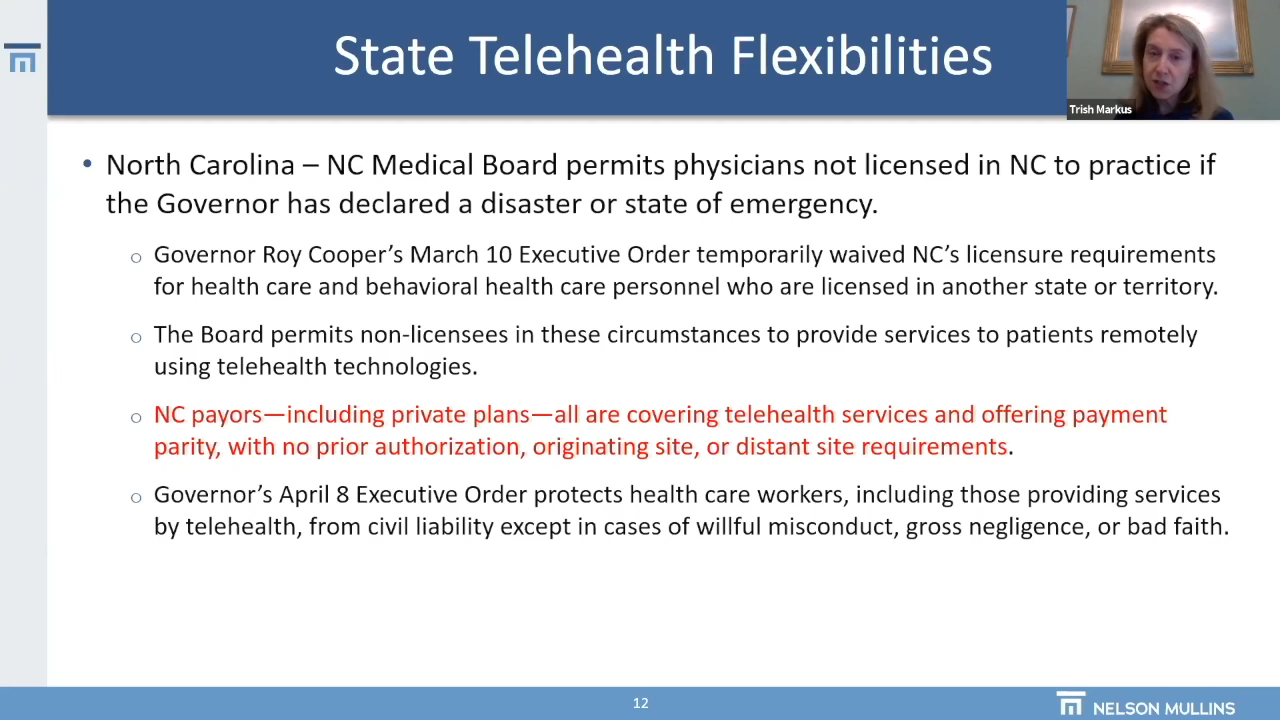 State Telehealth Flexibilities
Trish Markus
• North Carolina – NC Medical Board permits physicians not licensed in NC to practice if
the Governor has declared a disaster or state of emergency.
o Governor Roy Cooper’s March 10 Executive Order temporarily waived NC’s licensure requirements
for health care and behavioral health care personnel who are licensed in another state or territory.
o The Board permits non-licensees in these circumstances to provide services to patients remotely
using telehealth technologies.
o NC payors—including private plans—all are covering telehealth services and offering payment
parity, with no prior authorization, originating site, or distant site requirements.
o Governor’s April 8 Executive Order protects health care workers, including those providing services
by telehealth, from civil liability except in cases of willful misconduct, gross negligence, or bad faith.
12
NELSON MULLINS